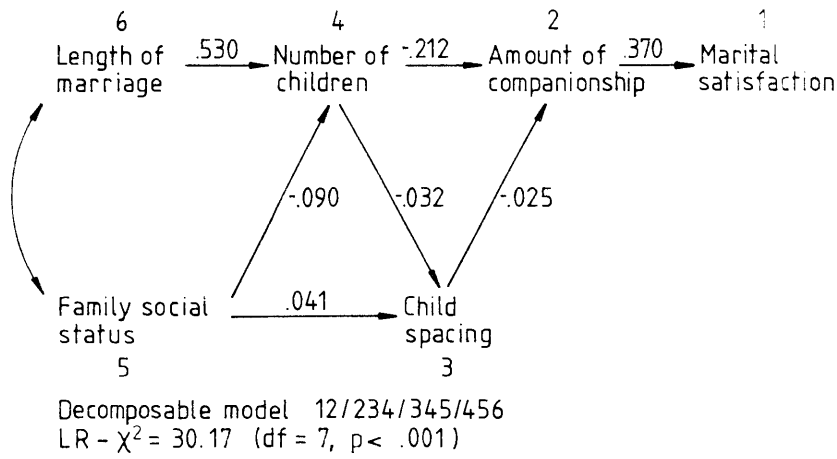 6 4 2 1
Length of .530 Number of -.212 Amount of .370 Marital
marriage children companionship satisfaction
-.090 -.032 -.025
Family social .041 Child
status spacing
5 3
Decomposable model 12/234/345/456
LR - χ² = 30.17 (df = 7, p < .001)